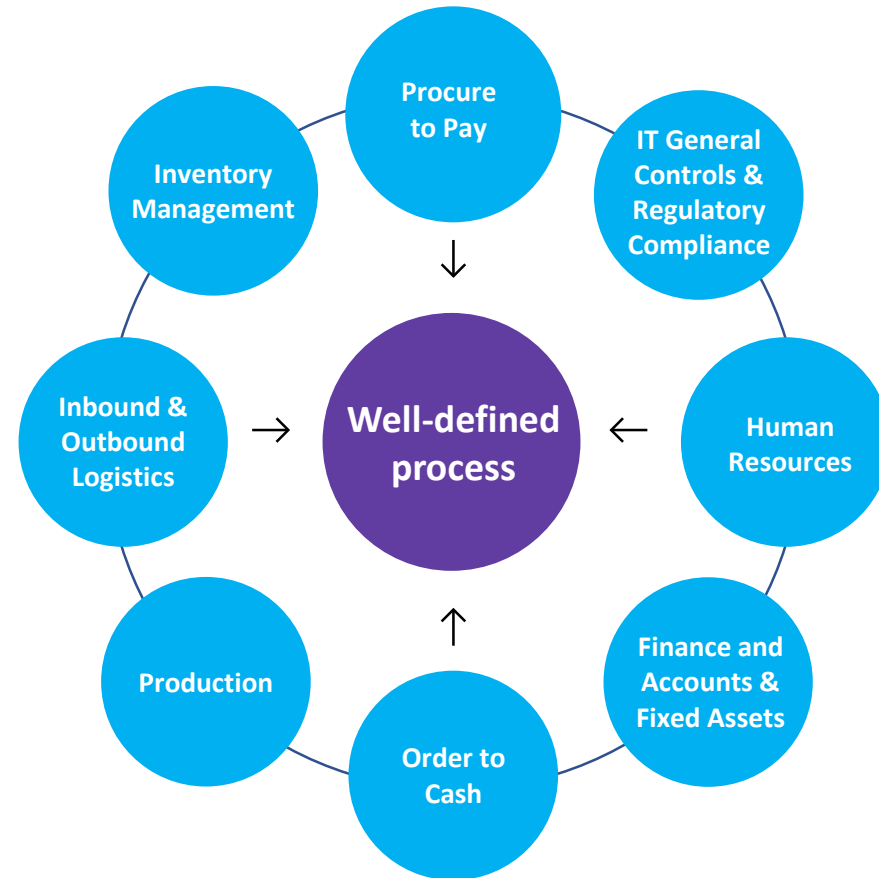 Procure
to Pay
IT General
Controls &
Regulatory
Compliance
Human
Resources
Finance and
Accounts &
Fixed Assets
Order to
Cash
Production
Inbound &
Outbound
Logistics
Inventory
Management
Well-defined
process